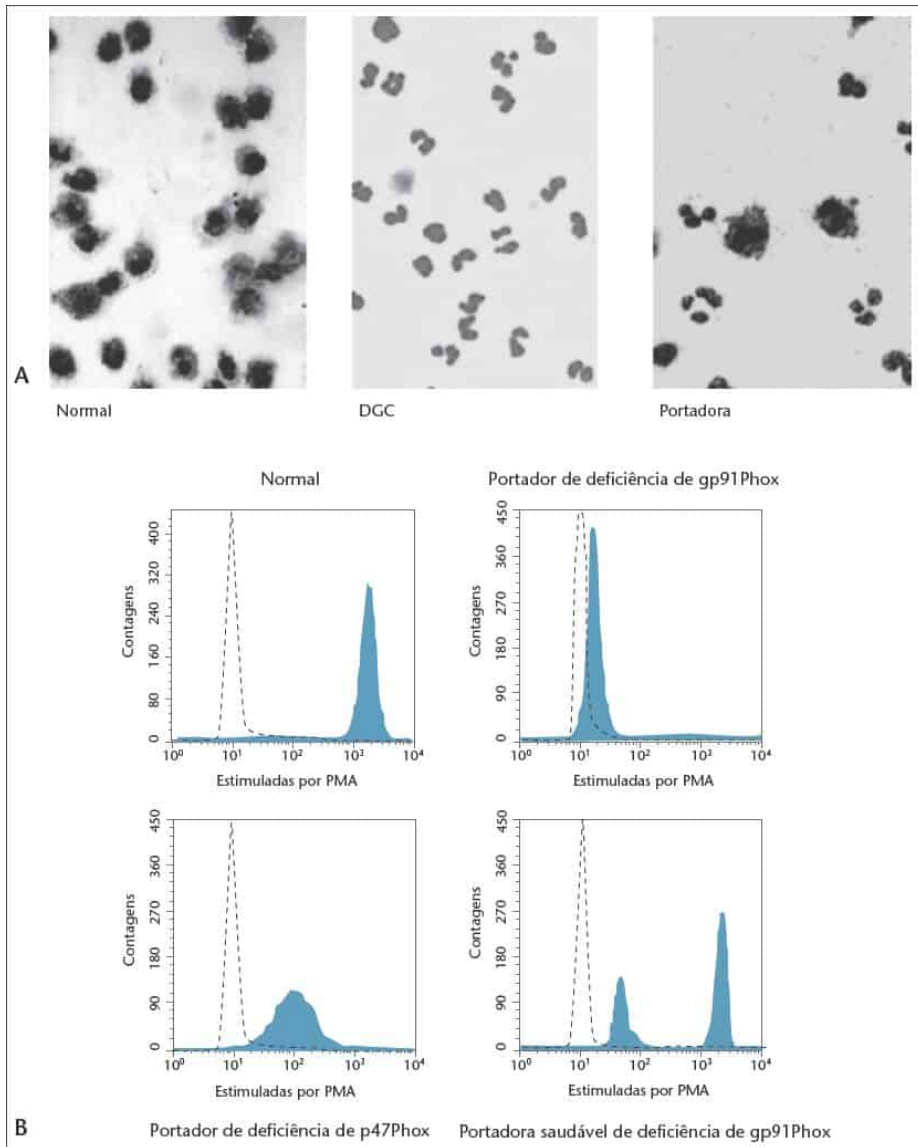 A
Normal
DGC
Portadora
Normal
Contagens
400
320
240
160
80
0
10⁰ 10¹ 10² 10³ 10⁴
Estimuladas por PMA
Portador de deficiência de gp91Phox
Contagens
450
360
270
180
90
0
10⁰ 10¹ 10² 10³ 10⁴
Estimuladas por PMA
Contagens
450
360
270
180
90
0
10⁰ 10¹ 10² 10³ 10⁴
Estimuladas por PMA
Portador de deficiência de p47Phox
Contagens
450
360
270
180
90
0
10⁰ 10¹ 10² 10³ 10⁴
Estimuladas por PMA
Portadora saudável de deficiência de gp91Phox
B